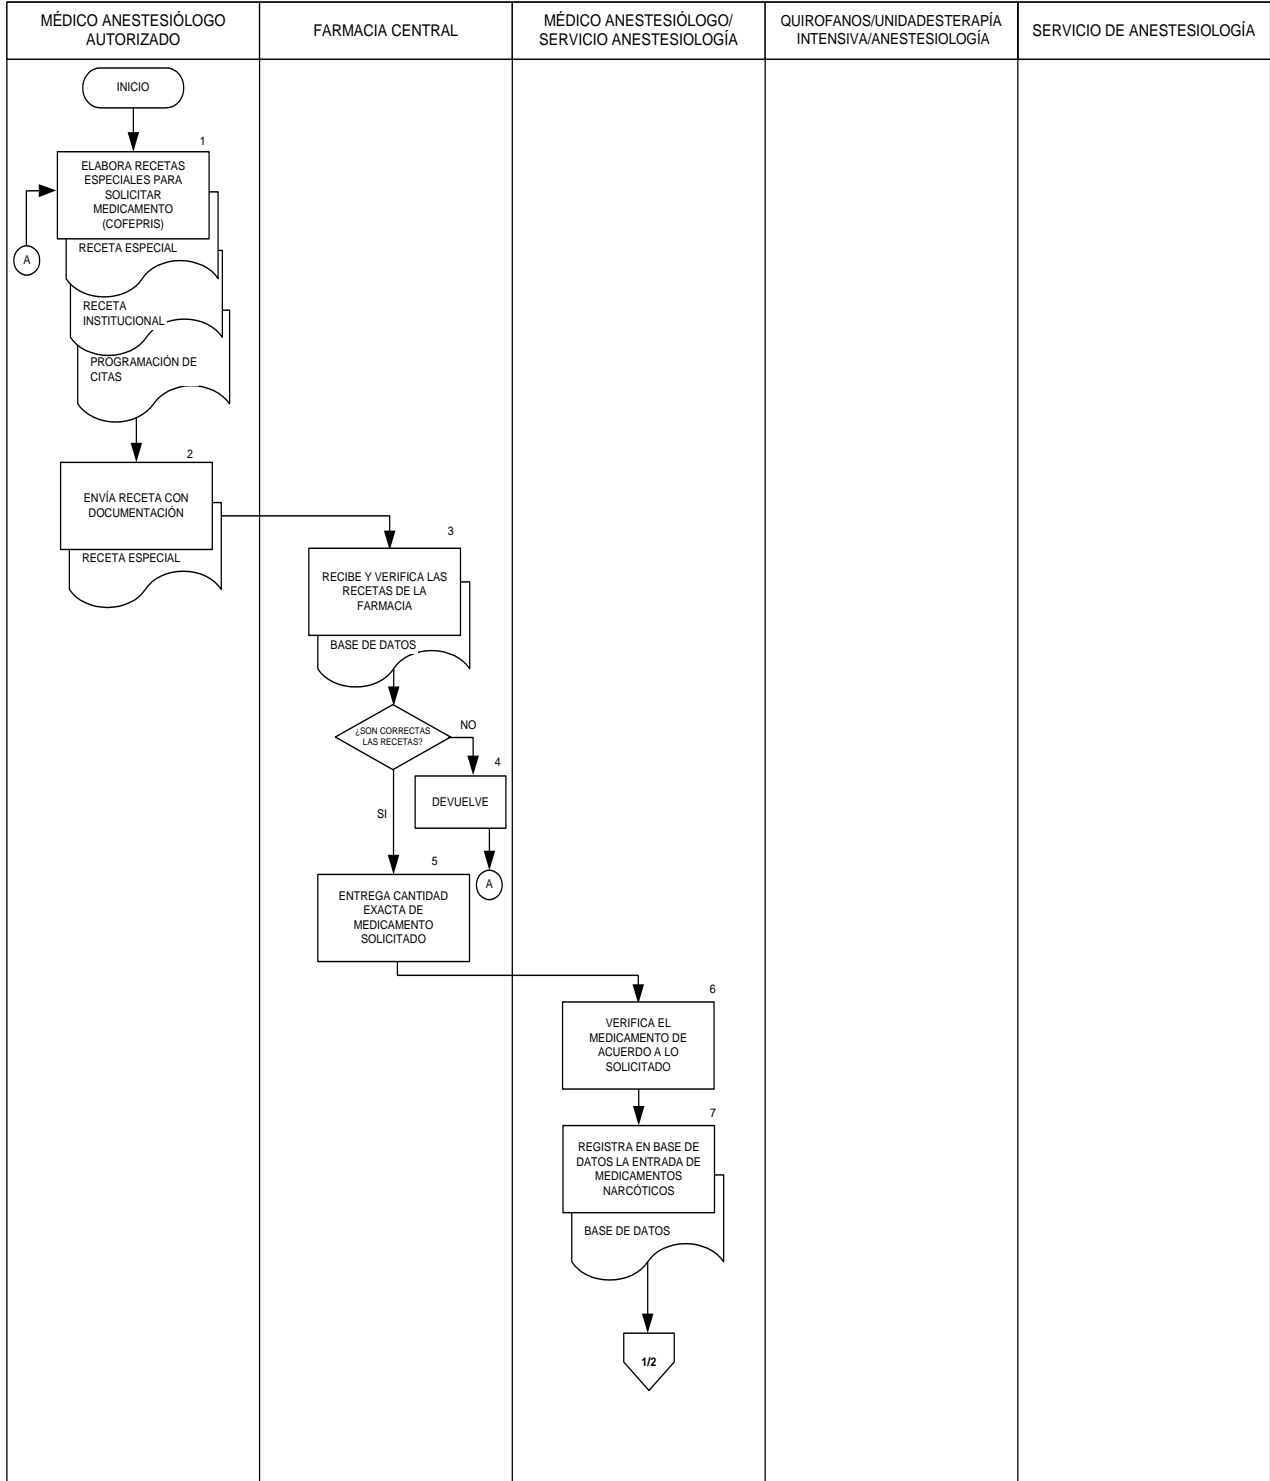 MÉDICO ANESTESIÓLOGO
AUTORIZADO
FARMACIA CENTRAL
MÉDICO ANESTESIÓLOGO/
SERVICIO ANESTESIOLOGÍA
QUIROFANOS/UNIDADESTERAPÍA
INTENSIVA/ANESTESIOLOGÍA
SERVICIO DE ANESTESIOLOGÍA
INICIO
1
ELABORA RECETAS
ESPECIALES PARA
SOLICITAR
MEDICAMENTO
(COFEPRIS)
A
RECETA ESPECIAL
RECETA
INSTITUCIONAL
PROGRAMACIÓN DE
CITAS
2
ENVÍA RECETA CON
DOCUMENTACIÓN
RECETA ESPECIAL
3
RECIBE Y VERIFICA LAS
RECETAS DE LA
FARMACIA
BASE DE DATOS
¿SON CORRECTAS
LAS RECETAS?
NO
4
DEVUELVE
A
SI
5
ENTREGA CANTIDAD
EXACTA DE
MEDICAMENTO
SOLICITADO
6
VERIFICA EL
MEDICAMENTO DE
ACUERDO A LO
SOLICITADO
7
REGISTRA EN BASE DE
DATOS LA ENTRADA DE
MEDICAMENTOS
NARCÓTICOS
BASE DE DATOS
1/2